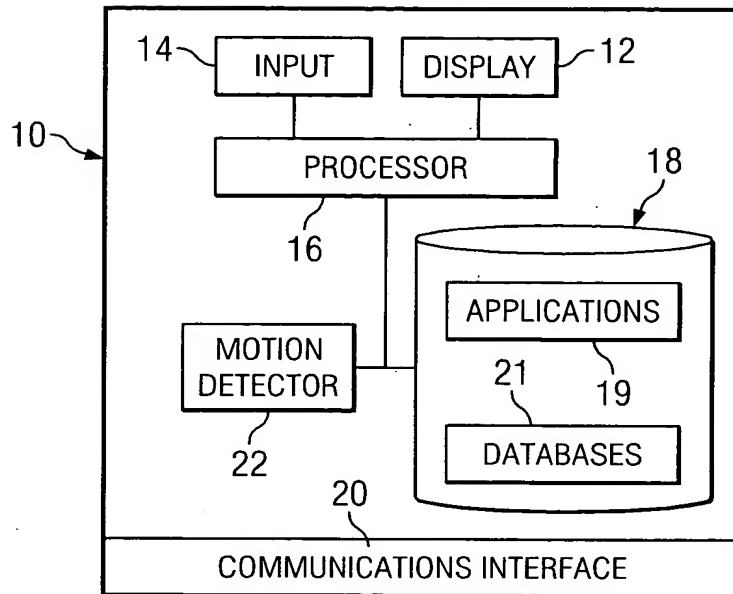 14 INPUT DISPLAY 12
10
PROCESSOR
16
18
APPLICATIONS
19
MOTION
DETECTOR
22
21
DATABASES
20
COMMUNICATIONS INTERFACE